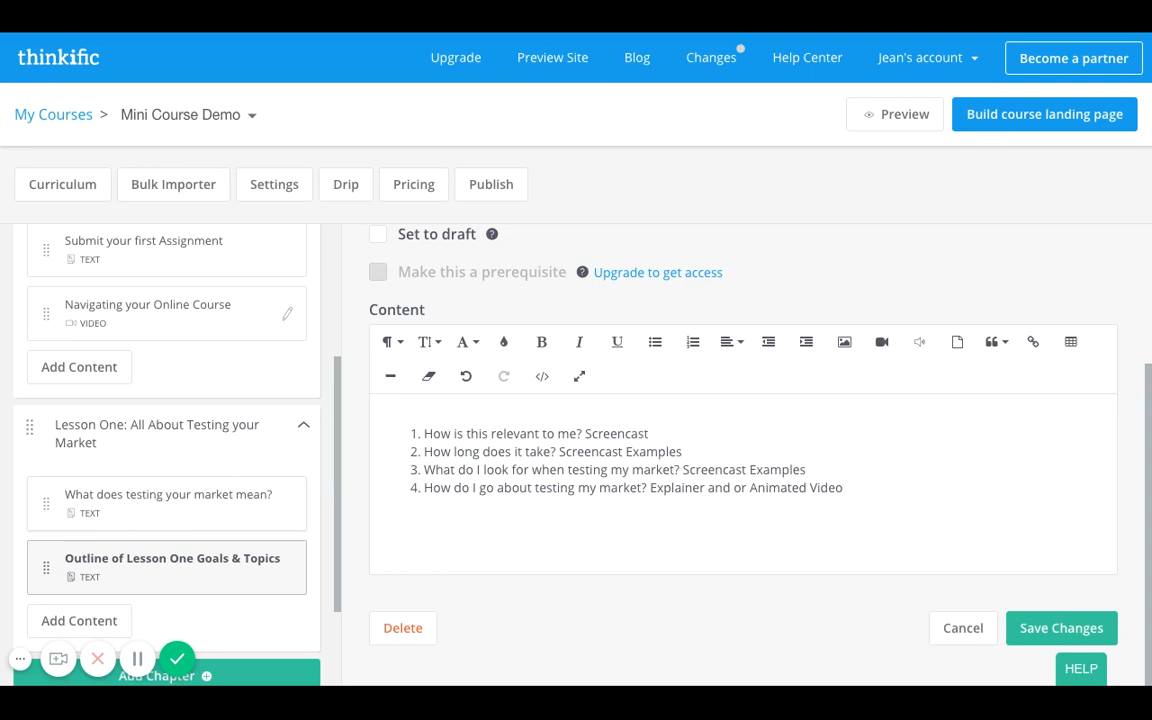 thinkific
Upgrade
Preview Site
Blog
Changes
Help Center
Jean's account
Become a partner
My Courses > Mini Course Demo
Preview
Build course landing page
Curriculum
Bulk Importer
Settings
Drip
Pricing
Publish
Submit your first Assignment
TEXT
Navigating your Online Course
VIDEO
Add Content
Lesson One: All About Testing your
Market
What does testing your market mean?
TEXT
Outline of Lesson One Goals & Topics
TEXT
Add Content
Add Chapter
Set to draft
Make this a prerequisite
Upgrade to get access
Content
1. How is this relevant to me? Screencast
2. How long does it take? Screencast Examples
3. What do I look for when testing my market? Screencast Examples
4. How do I go about testing my market? Explainer and or Animated Video
Delete
Cancel
Save Changes
HELP